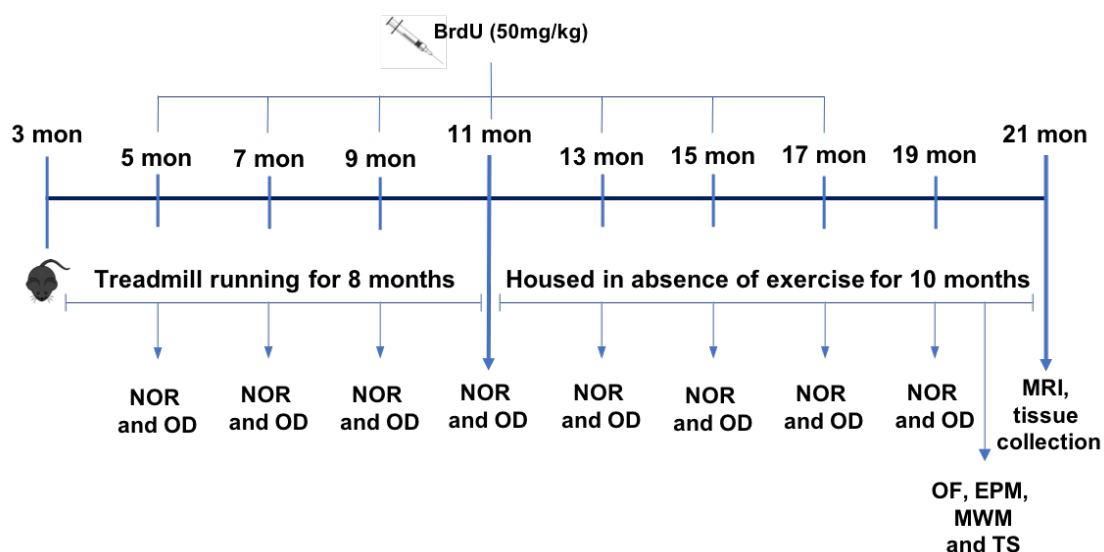 BrdU (50mg/kg)
3 mon
5 mon
7 mon
9 mon
11 mon
13 mon
15 mon
17 mon
19 mon
21 mon
Treadmill running for 8 months
Housed in absence of exercise for 10 months
NOR
and OD
NOR
and OD
NOR
and OD
NOR
and OD
NOR
and OD
NOR
and OD
NOR
and OD
NOR
and OD
MRI,
tissue
collection
OF, EPM,
MWM
and TS